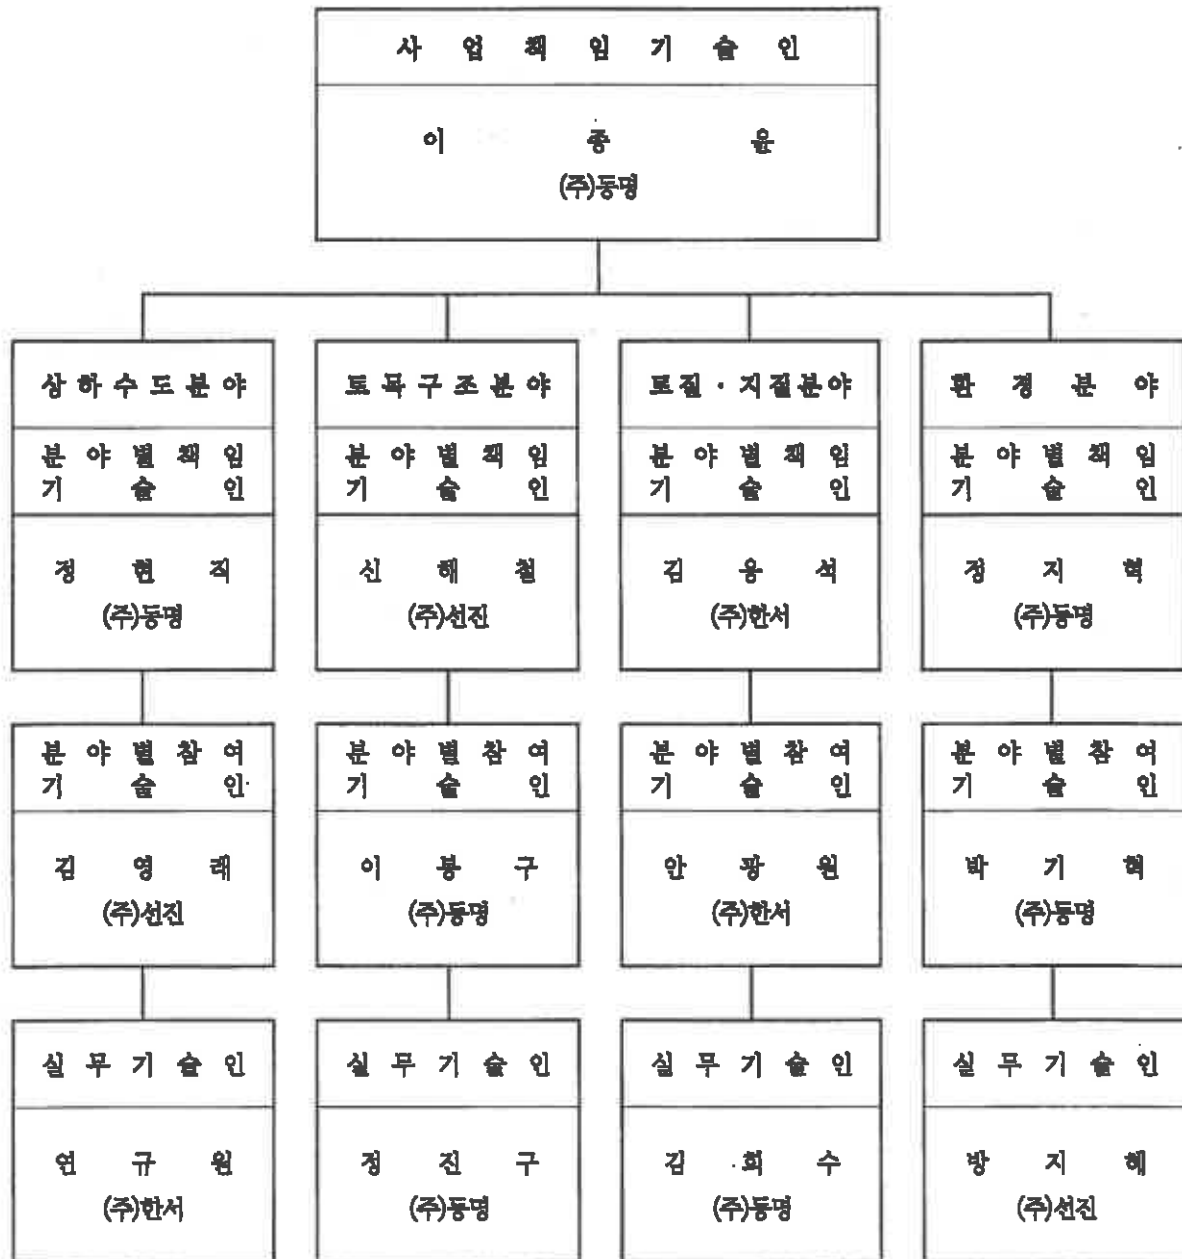 사 업 책 임 기 술 인
이 종 윤
(주)동명
상 하 수 도 분 야
분 야 별 책 임
기 술 인
정 현 직
(주)동명
토 목 구 조 분 야
분 야 별 책 임
기 술 인
신 해 철
(주)선진
토 질 · 지 질 분 야
분 야 별 책 임
기 술 인
김 용 석
(주)한서
환 경 분 야
분 야 별 책 임
기 술 인
정 지 혁
(주)동명
분 야 별 참 여
기 술 인
김 영 래
(주)선진
분 야 별 참 여
기 술 인
이 봉 구
(주)동명
분 야 별 참 여
기 술 인
안 광 원
(주)한서
분 야 별 참 여
기 술 인
박 기 혁
(주)동명
실 무 기 술 인
연 규 원
(주)한서
실 무 기 술 인
정 진 구
(주)동명
실 무 기 술 인
김 희 수
(주)동명
실 무 기 술 인
방 지 혜
(주)선진